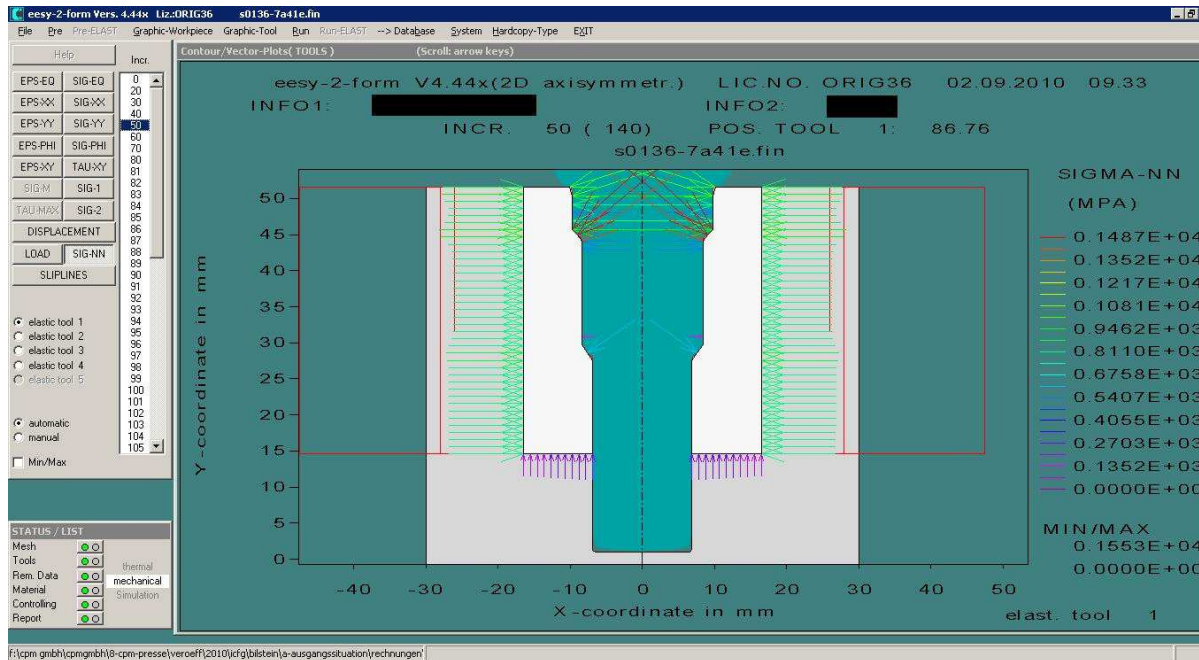 eesy-2-form Vers. 4.44x Liz.:ORIG36 s0136-7a41e.fin
File Pre Pre-ELAST Graphic-Workpiece Graphic-Tool Run Run-ELAST --> Database System Hardcopy-Type EXIT
Help
Incr.
EPS-EQ SIG-EQ
EPS-XX SIG-XX
EPS-YY SIG-YY
EPS-PHI SIG-PHI
EPS-XY TAU-XY
SIG-M SIG-1
TAU-MAX SIG-2
DISPLACEMENT
LOAD SIG-NN
SLIPLINES
0
20
30
40
50
60
70
80
81
82
83
84
85
86
87
88
89
90
91
92
93
94
95
96
97
98
99
100
101
102
103
104
105
elastic tool 1
elastic tool 2
elastic tool 3
elastic tool 4
elastic tool 5
automatic
manual
Min/Max
STATUS / LIST
Mesh
Tools
Rem. Data
Material
Controlling
Report
thermal
mechanical
Simulation
Contour/Vector-Plots( TOOLS ) (Scroll: arrow keys)
eesy-2-form V4.44x(2D axisymmetr.) LIC.NO. ORIG36 02.09.2010 09.33
INFO1: INFO2:
INCR. 50 ( 140) POS. TOOL 1: 86.76
s0136-7a41e.fin
Y-coordinate in mm
50
45
40
35
30
25
20
15
10
5
0
-40 -30 -20 -10 0 10 20 30 40 50
X-coordinate in mm
SIGMA-NN
(MPA)
0.1487E+04
0.1352E+04
0.1217E+04
0.1081E+04
0.9462E+03
0.8110E+03
0.6758E+03
0.5407E+03
0.4055E+03
0.2703E+03
0.1352E+03
0.0000E+00
MIN/MAX
0.1553E+04
0.0000E+00
elast. tool 1
f:\cpm gmbh\cpmgmbh\8-cpm-presse\veroeff\2010\icfg\bilstein\a-ausgangssituation\rechnungen\